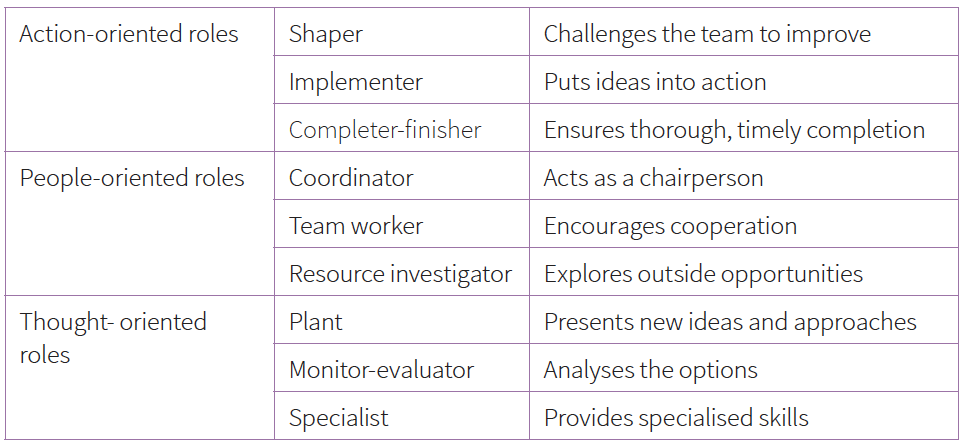 Action-oriented roles Shaper Challenges the team to improve
Implementer Puts ideas into action
Completer-finisher Ensures thorough, timely completion
People-oriented roles Coordinator Acts as a chairperson
Team worker Encourages cooperation
Resource investigator Explores outside opportunities
Thought- oriented Plant Presents new ideas and approaches
roles
Monitor-evaluator Analyses the options
Specialist Provides specialised skills